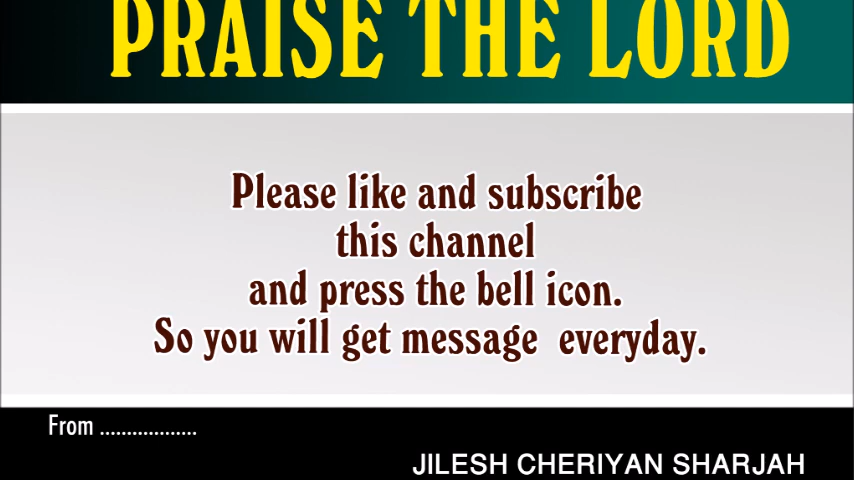 PRAISE THE LORD
Please like and subscribe
this channel
and press the bell icon.
So you will get message  everyday.
From ..................
JILESH CHERIYAN SHARJAH